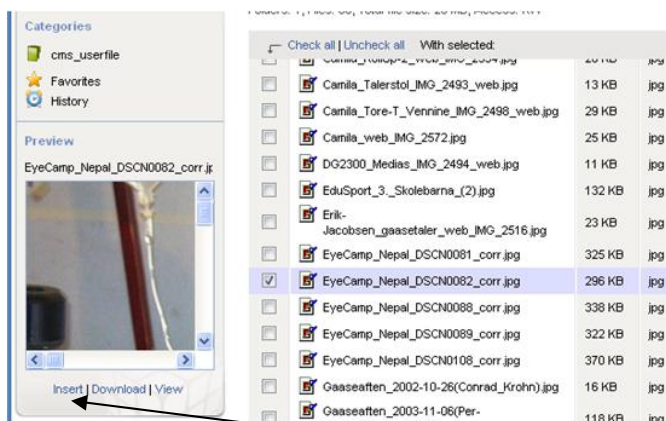 Categories
cms_userfile
Favorites
History
Preview
EyeCamp_Nepal_DSCN0082_corr.jp
Insert | Download | View
Check all | Uncheck all With selected:
Camila_Talerstol_IMG_2493_web.jpg 13 KB jpg
Camila_Tore-T_Vennine_IMG_2498_web.jpg 29 KB jpg
Camila_web_IMG_2572.jpg 25 KB jpg
DG2300_Medias_IMG_2494_web.jpg 11 KB jpg
EduSport_3._Skolebarna_(2).jpg 132 KB jpg
Erik-
Jacobsen_gaasetaler_web_IMG_2516.jpg 23 KB jpg
EyeCamp_Nepal_DSCN0081_corr.jpg 325 KB jpg
EyeCamp_Nepal_DSCN0082_corr.jpg 296 KB jpg
EyeCamp_Nepal_DSCN0088_corr.jpg 338 KB jpg
EyeCamp_Nepal_DSCN0089_corr.jpg 322 KB jpg
EyeCamp_Nepal_DSCN0108_corr.jpg 370 KB jpg
Gaaseaften_2002-10-26(Conrad_Krohn).jpg 16 KB jpg
Gaaseaften_2003-11-06(Per- 118 KB jpg